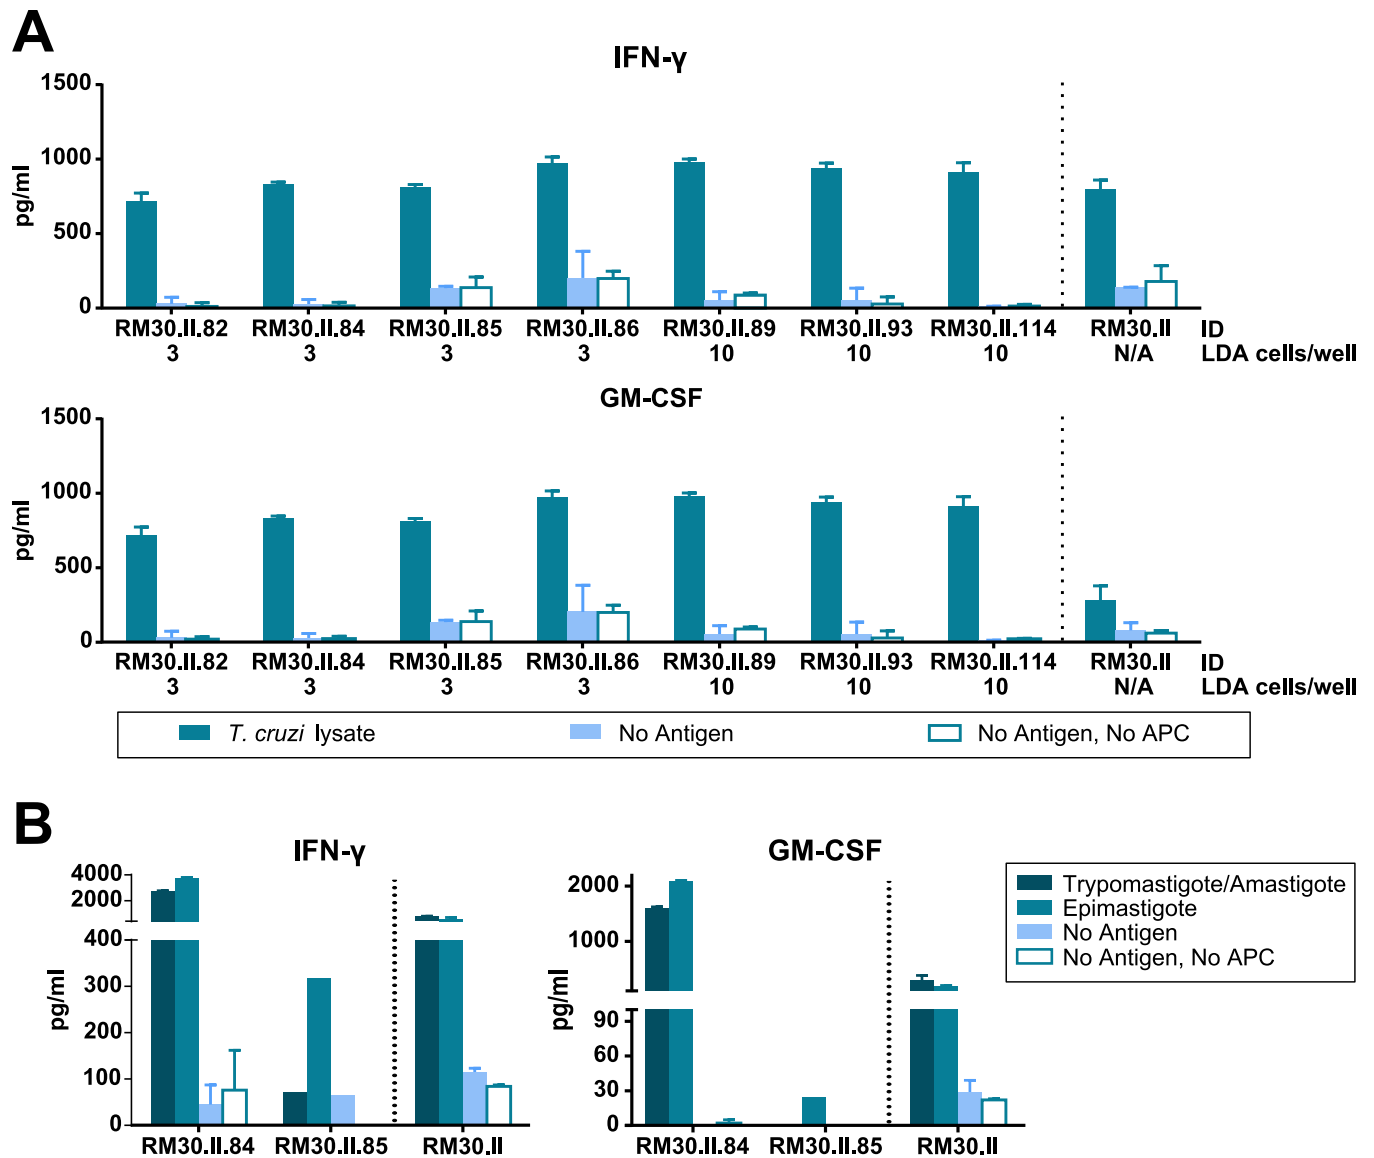 A
IFN-γ
1500
1000
500
0
pg/ml
RM30.II.82 RM30.II.84 RM30.II.85 RM30.II.86 RM30.II.89 RM30.II.93 RM30.II.114 RM30.II ID
3 3 3 3 10 10 10 N/A LDA cells/well
GM-CSF
1500
1000
500
0
pg/ml
RM30.II.82 RM30.II.84 RM30.II.85 RM30.II.86 RM30.II.89 RM30.II.93 RM30.II.114 RM30.II ID
3 3 3 3 10 10 10 N/A LDA cells/well
T. cruzi lysate No Antigen No Antigen, No APC
B
IFN-γ
4000
2000
400
300
200
100
0
pg/ml
RM30.II.84 RM30.II.85 RM30.II
GM-CSF
2000
1000
90
60
30
0
pg/ml
RM30.II.84 RM30.II.85 RM30.II
Trypomastigote/Amastigote
Epimastigote
No Antigen
No Antigen, No APC